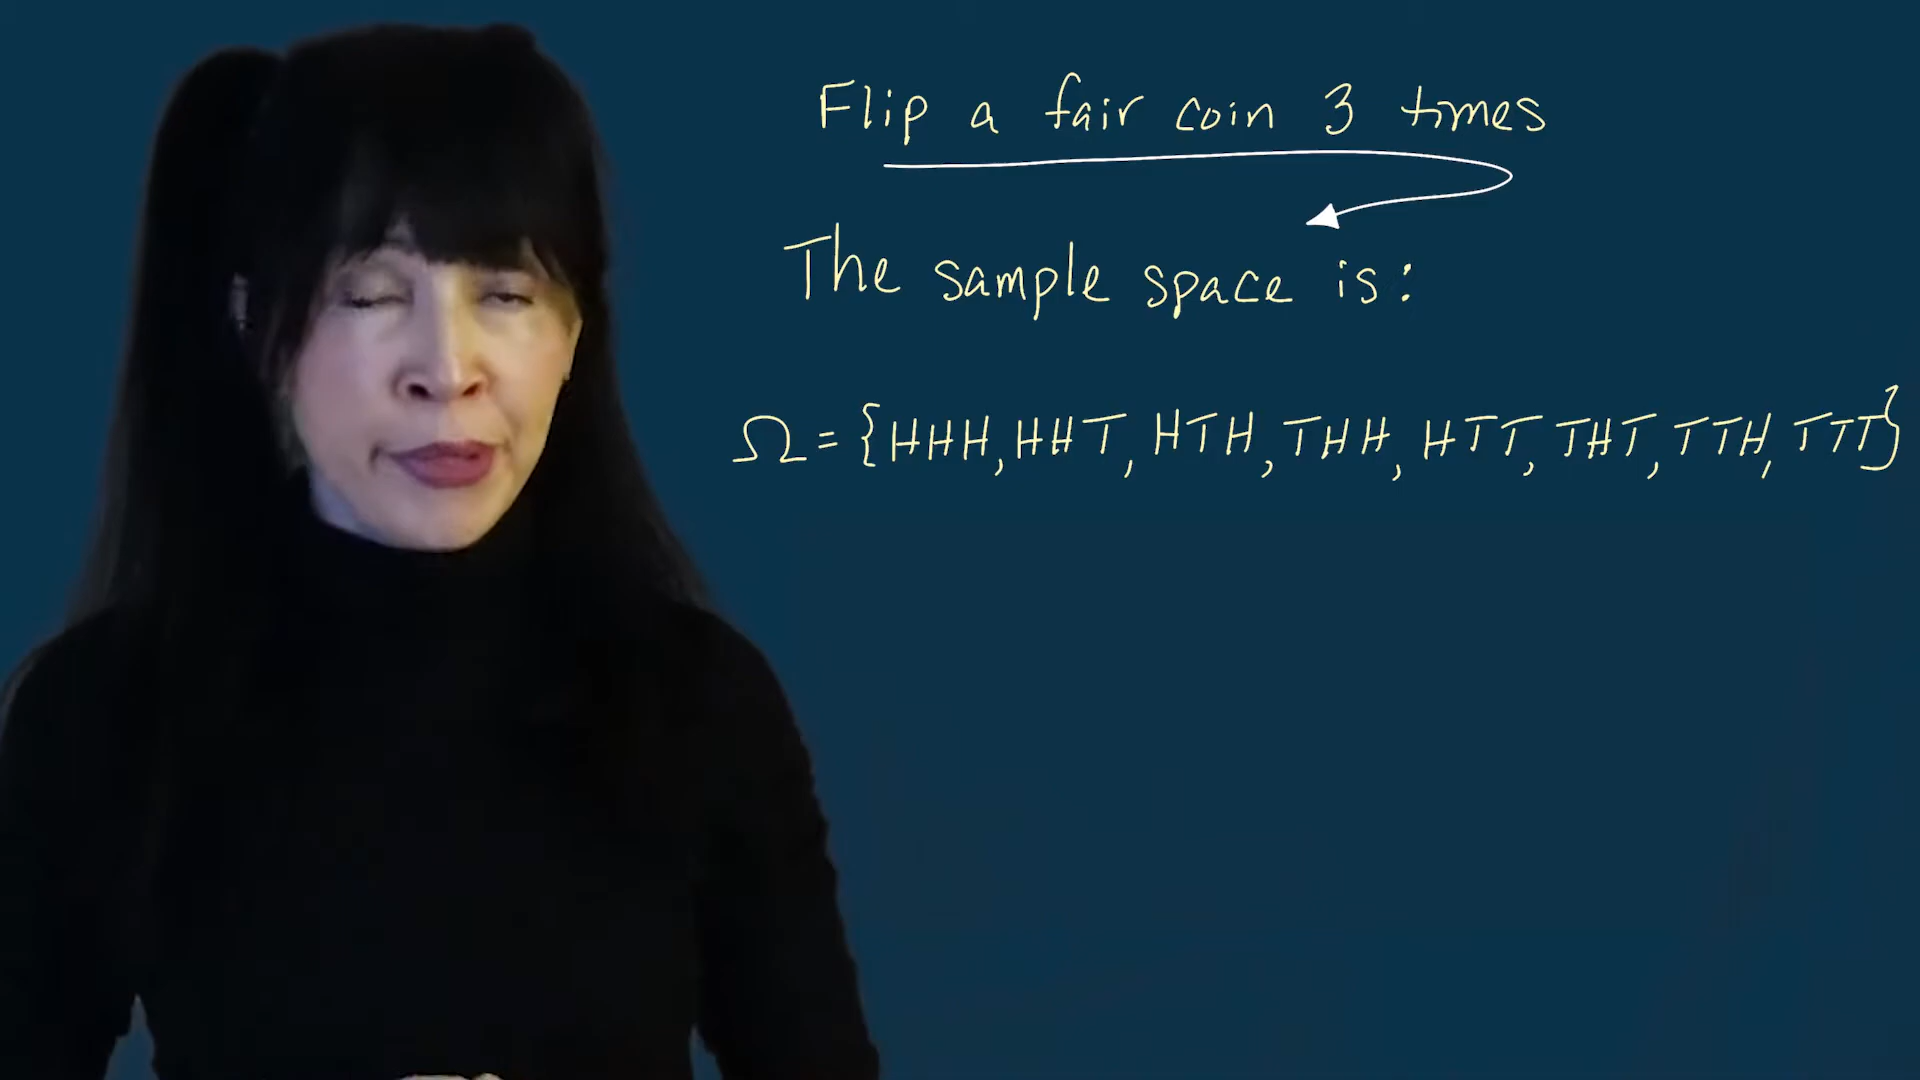 Flip a fair coin 3 times
The sample space is:
Ω = {HHH, HHT, HTH, THH, HTT, THT, TTH, TTT}